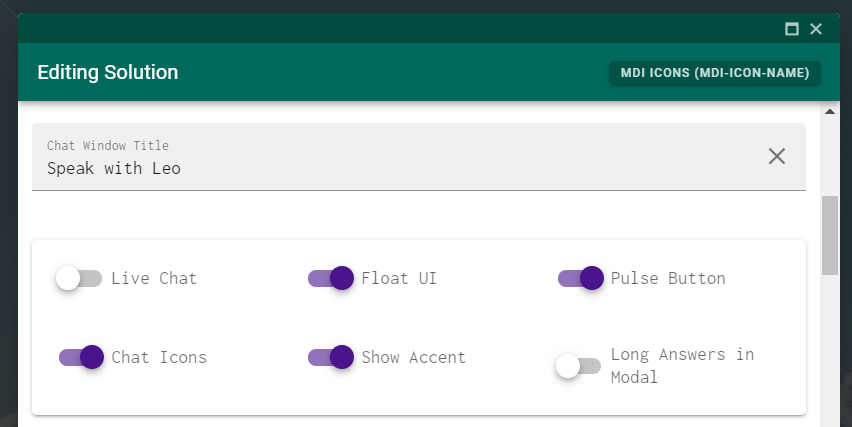 Editing Solution
MDI ICONS (MDI-ICON-NAME)
Chat Window Title
Speak with Leo
Live Chat
Float UI
Pulse Button
Chat Icons
Show Accent
Long Answers in
Modal